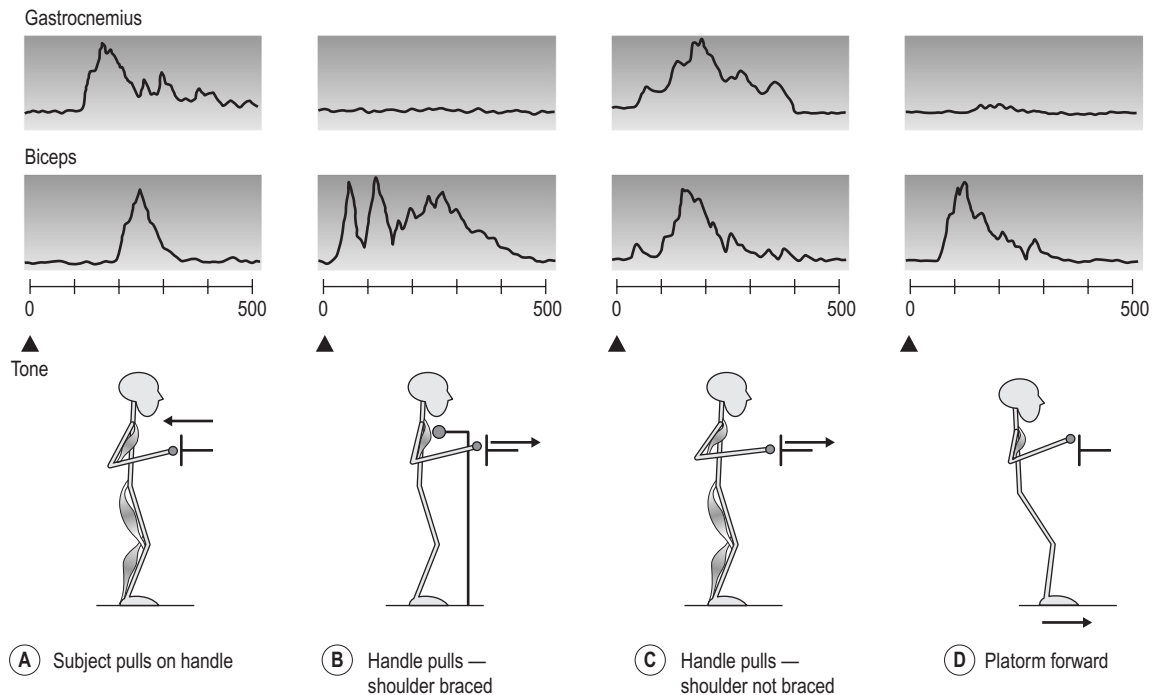 Gastrocnemius
Biceps
0 500 0 500 0 500 0 500
Tone
A Subject pulls on handle
B Handle pulls —
shoulder braced
C Handle pulls —
shoulder not braced
D Platorm forward